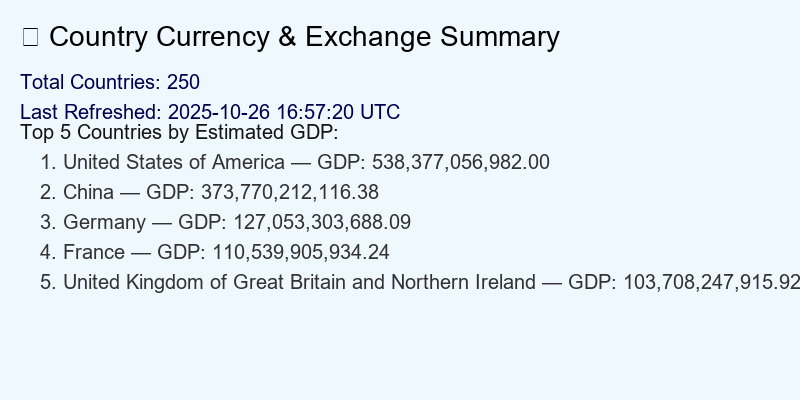 Country Currency & Exchange Summary
Total Countries: 250
Last Refreshed: 2025-10-26 16:57:20 UTC
Top 5 Countries by Estimated GDP:
1. United States of America — GDP: 538,377,056,982.00
2. China — GDP: 373,770,212,116.38
3. Germany — GDP: 127,053,303,688.09
4. France — GDP: 110,539,905,934.24
5. United Kingdom of Great Britain and Northern Ireland — GDP: 103,708,247,915.92